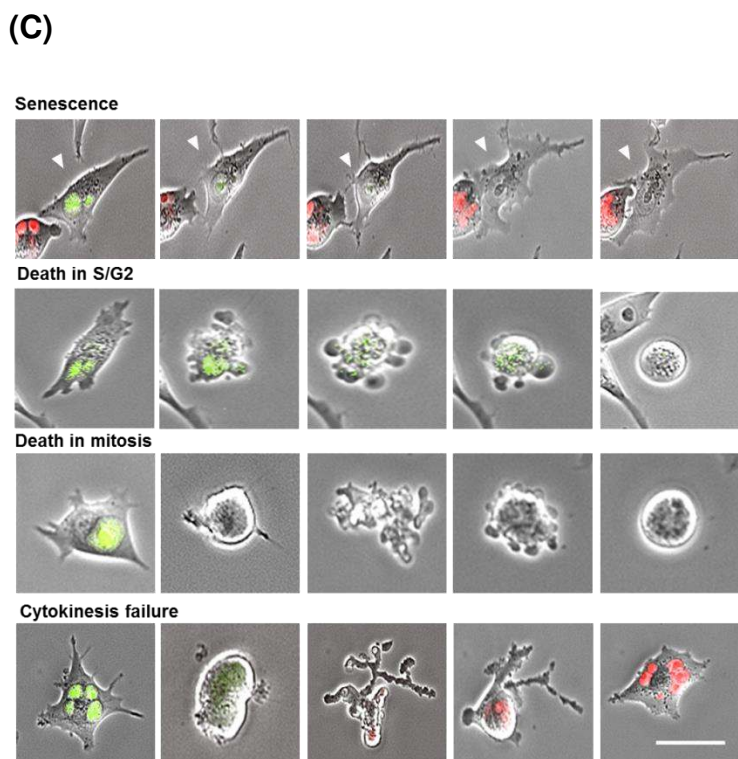 (C)
Senescence
Death in S/G2
Death in mitosis
Cytokinesis failure